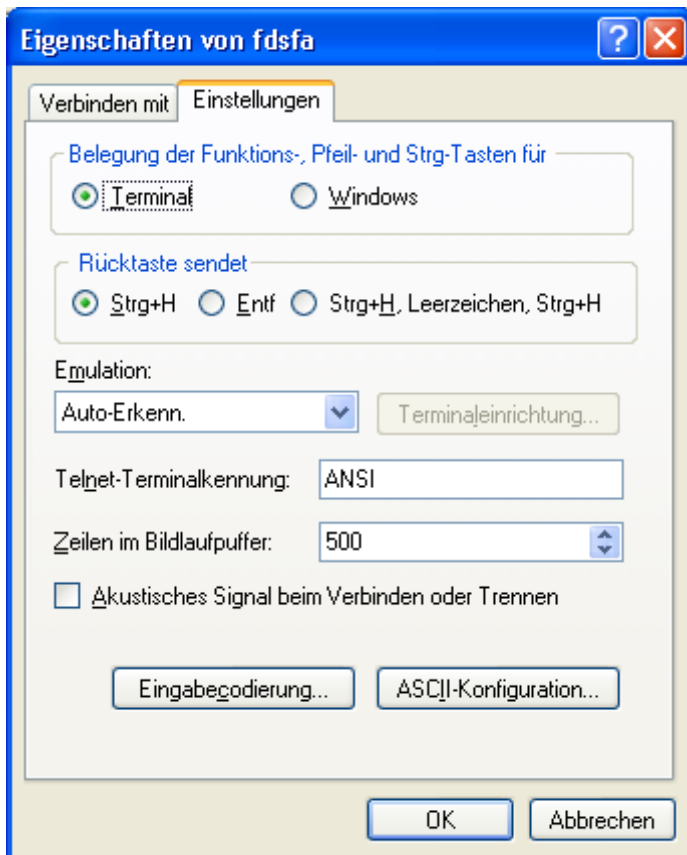 Eigenschaften von fdsfa
Verbinden mit Einstellungen
Belegung der Funktions-, Pfeil- und Strg-Tasten für
Terminal Windows
Rücktaste sendet
Strg+H Entf Strg+H, Leerzeichen, Strg+H
Emulation:
Auto-Erkenn. Terminaleinrichtung...
Telnet-Terminalkennung: ANSI
Zeilen im Bildlaufpuffer: 500
Akustisches Signal beim Verbinden oder Trennen
Eingabecodierung... ASCII-Konfiguration...
OK Abbrechen